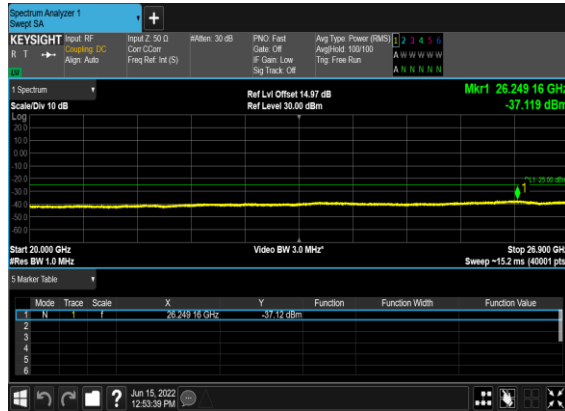 Spectrum Analyzer 1
Swept SA
+
KEYSIGHT Input: RF Input Z: 50 Ω #Atten: 30 dB PNO: Fast Avg Type: Power (RMS) 1 2 3 4 5 6
R T Coupling: DC Corr CCorr Gate: Off Avg|Hold: 100/100 A W W W W W
Align: Auto Freq Ref: Int (S) IF Gain: Low Trig: Free Run
Sig Track: Off A N N N N N
1 Spectrum Ref Lvl Offset 14.97 dB Mkr1 26.249 16 GHz
Scale/Div 10 dB Ref Level 30.00 dBm -37.119 dBm
Log
20.0
10.0
0.00
-10.0
-20.0
DL1 -25.00 dBm
1
-30.0
-40.0
-50.0
-60.0
Start 20.000 GHz Video BW 3.0 MHz* Stop 26.900 GHz
#Res BW 1.0 MHz Sweep ~15.2 ms (40001 pts)
5 Marker Table
Mode Trace Scale X Y Function Function Width Function Value
1 N 1 f 26.249 16 GHz -37.12 dBm
2
3
4
5
6
? Jun 15, 2022
12:53:39 PM